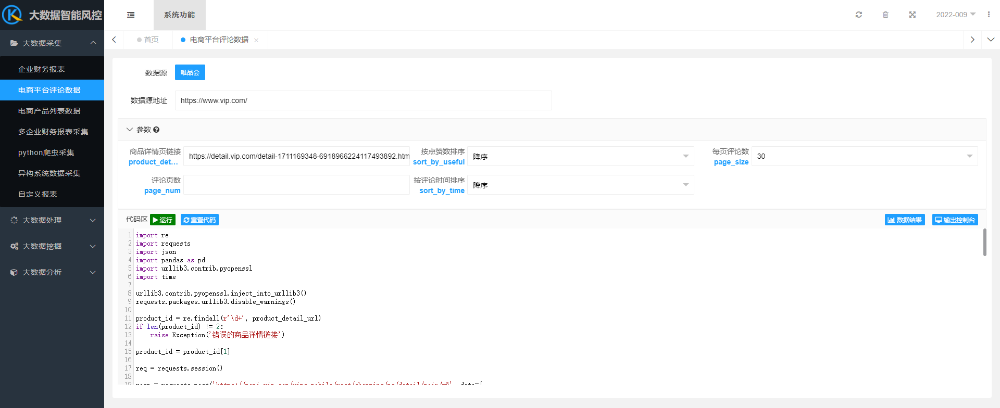 大数据智能风控
系统功能
2022-009
大数据采集
首页
电商平台评论数据
企业财务报表
电商平台评论数据
电商产品列表数据
多企业财务报表采集
python爬虫采集
异构系统数据采集
自定义报表
大数据处理
大数据挖掘
大数据分析
数据源 唯品会
数据源地址 https://www.vip.com/
参数
商品详情页链接
product_det...
https://detail.vip.com/detail-1711169348-6918966224117493892.htm
按点赞数排序
sort_by_useful
降序
每页评论数
page_size
30
评论页数
page_num
按评论时间排序
sort_by_time
降序
代码区 运行 重置代码 数据结果 输出控制台
1 import re
2 import requests
3 import json
4 import pandas as pd
5 import urllib3.contrib.pyopenssl
6 import time
7
8 urllib3.contrib.pyopenssl.inject_into_urllib3()
9 requests.packages.urllib3.disable_warnings()
10
11 product_id = re.findall(r'\d+', product_detail_url)
12 if len(product_id) != 2:
13 raise Exception('错误的商品详情链接')
14
15 product_id = product_id[1]
16
17 req = requests.session()
18